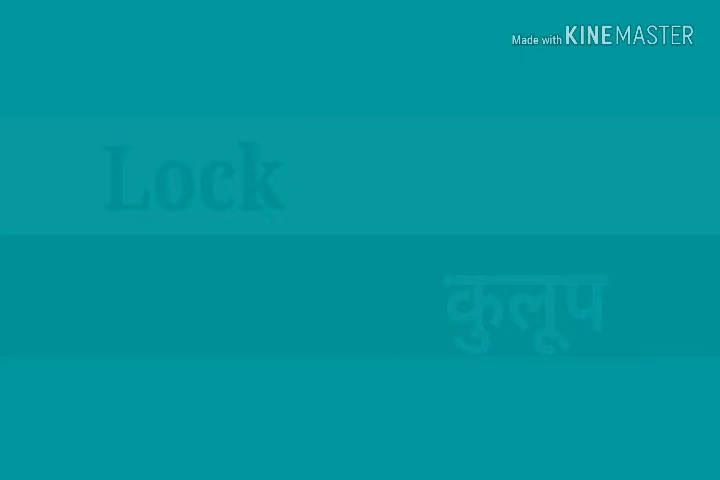 Made with KINEMASTER
Lock
कुलूप